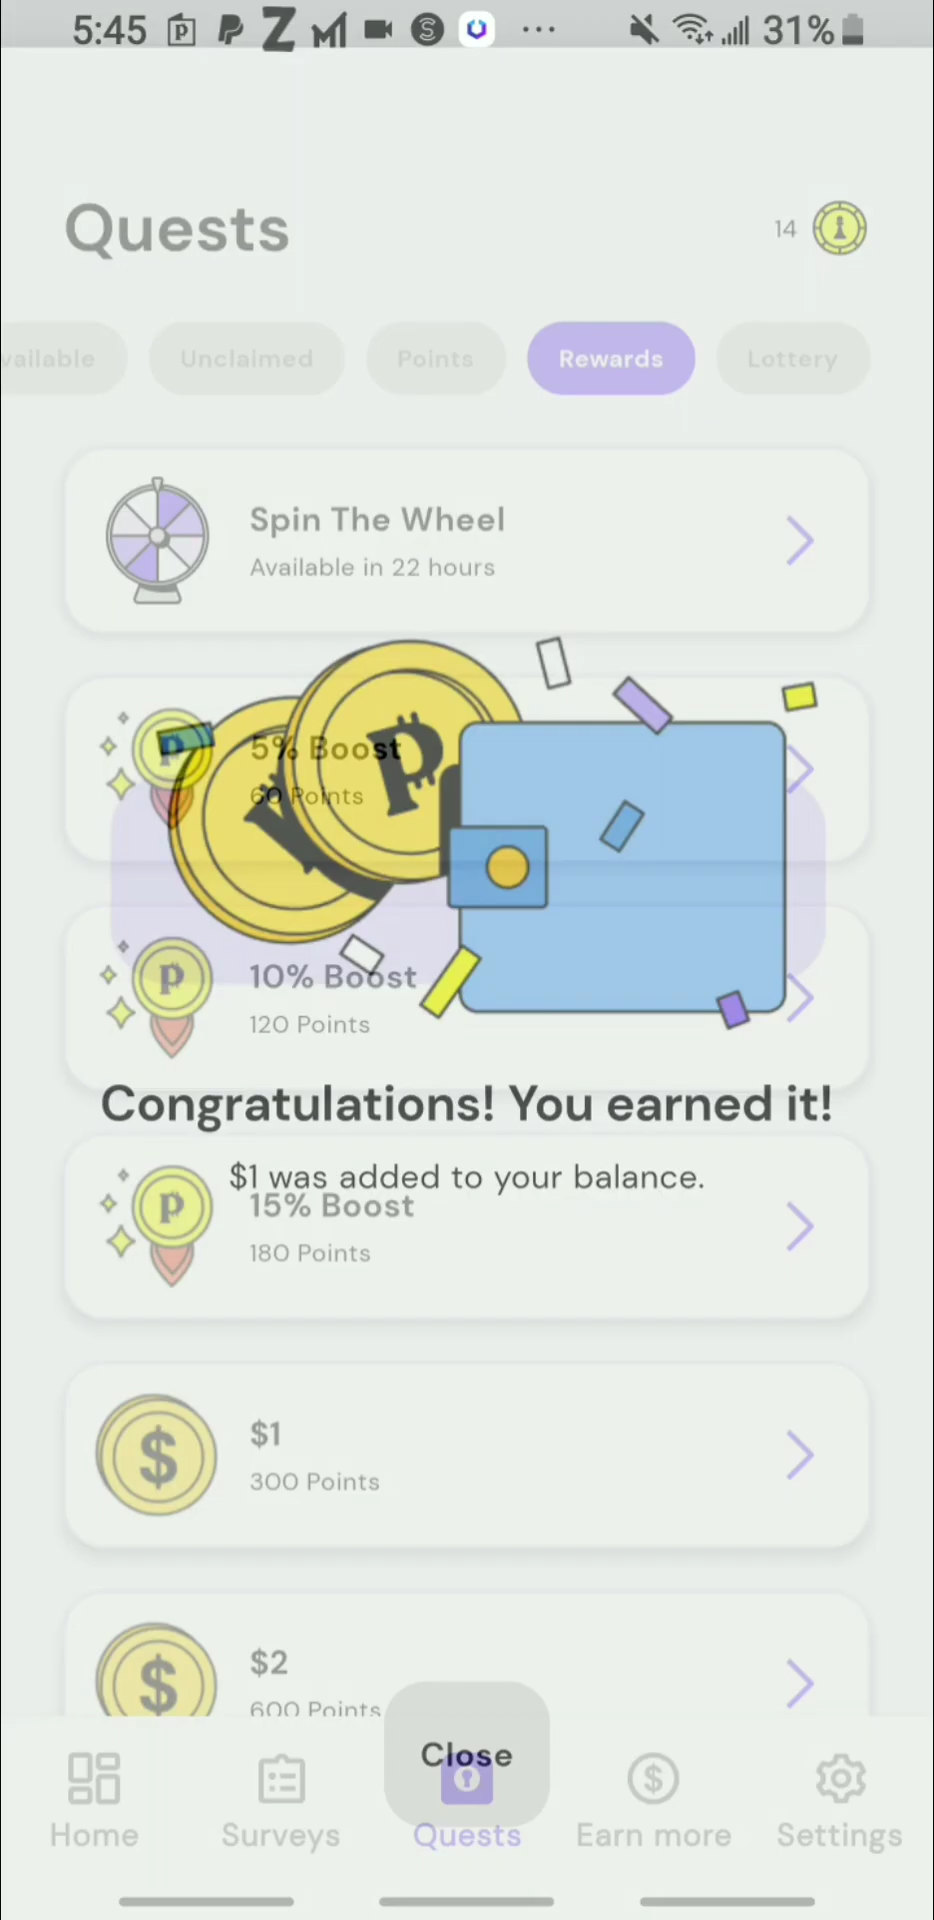 5:45 31%
Quests
14
vailable Unclaimed Points Rewards Lottery
Spin The Wheel
Available in 22 hours
5% Boost
60 Points
10% Boost
120 Points
Congratulations! You earned it!
$1 was added to your balance.
15% Boost
180 Points
$1
300 Points
$2
600 Points
Close
Home Surveys Quests Earn more Settings